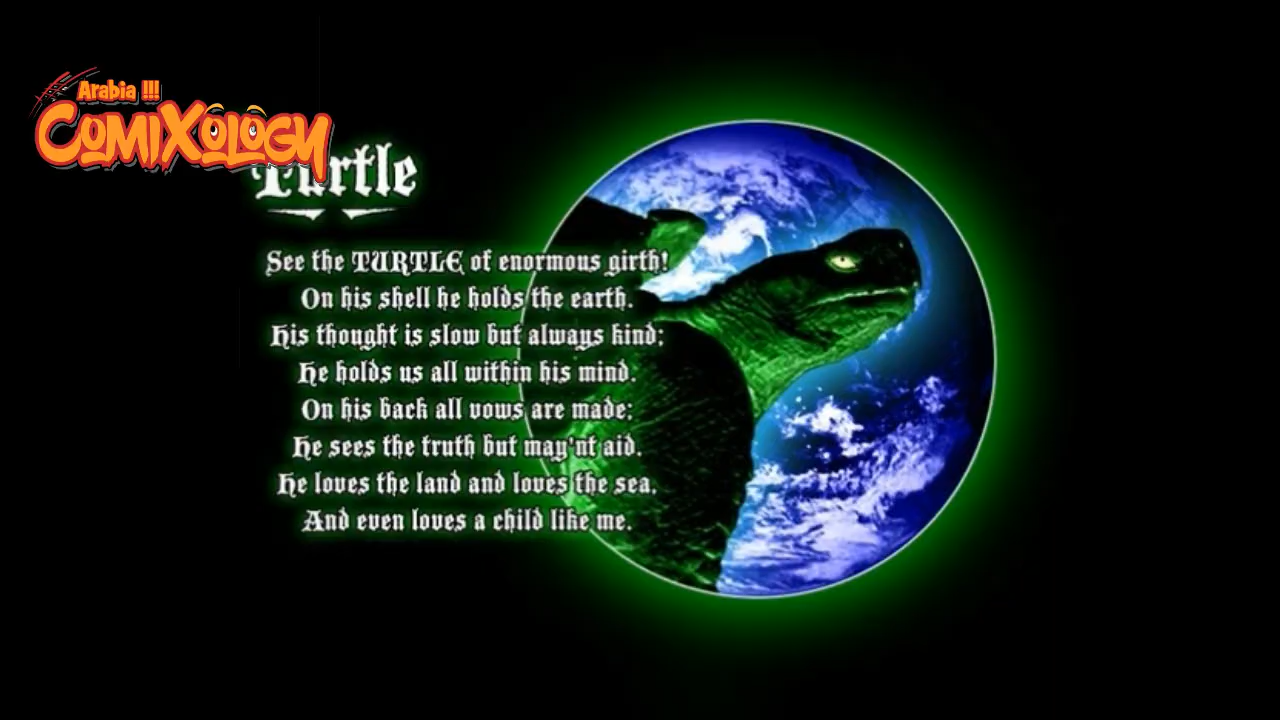 Arabia !!!
COMIXOLOGY
Turtle
See the TURTLE of enormous girth!
On his shell he holds the earth.
His thought is slow but always kind;
He holds us all within his mind.
On his back all vows are made;
He sees the truth but may'nt aid.
He loves the land and loves the sea,
And even loves a child like me.